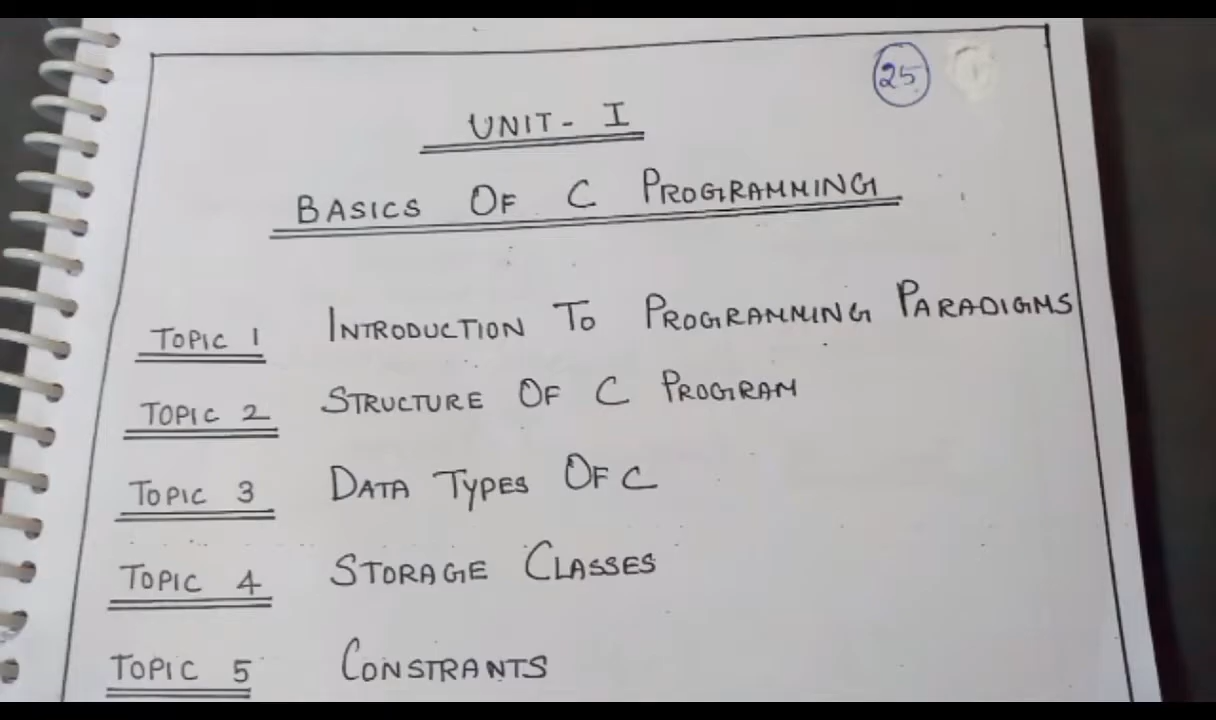 25
UNIT- I
BASICS OF C PROGRAMMING
TOPIC 1 INTRODUCTION TO PROGRAMMING PARADIGMS
TOPIC 2 STRUCTURE OF C PROGRAM
TOPIC 3 DATA TYPES OF C
TOPIC 4 STORAGE CLASSES
TOPIC 5 CONSTRANTS